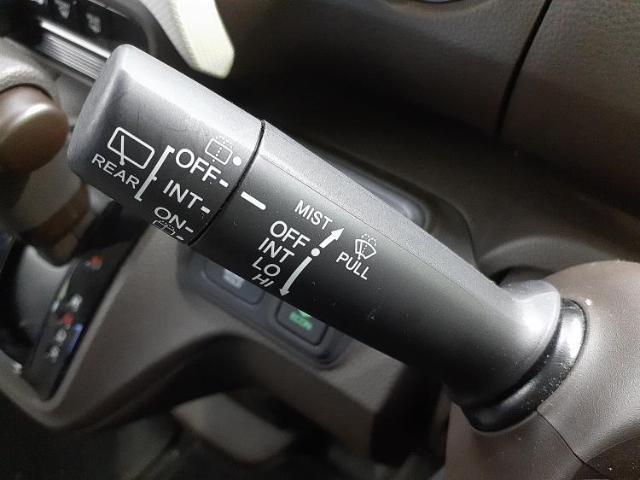 REAR
OFF
INT
ON
MIST
OFF
INT
LO
HI
PULL